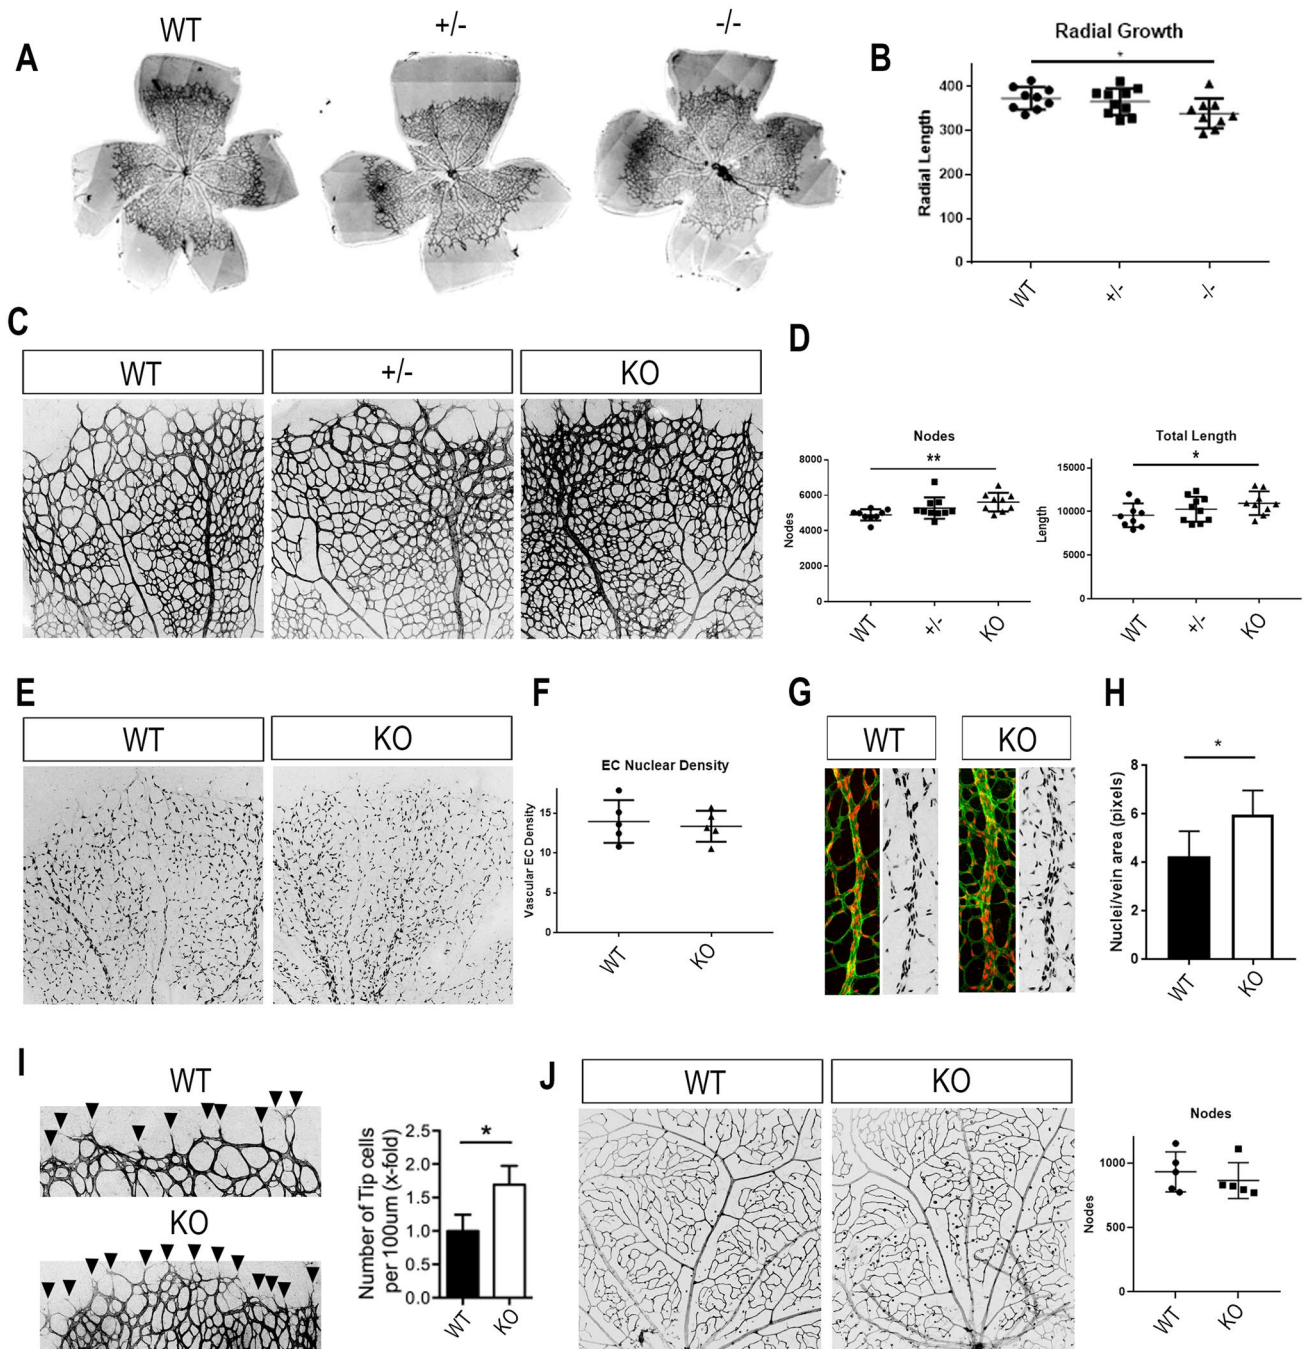 A
WT
+/-
-/-
B
Radial Growth
*
Radial Length
400
300
200
100
0
WT
+/-
-/-
C
WT
+/-
KO
D
Nodes
**
Nodes
8000
6000
4000
2000
0
WT
+/-
KO
Total Length
*
Length
15000
10000
5000
0
WT
+/-
KO
E
WT
KO
F
EC Nuclear Density
Vascular EC Density
15
10
5
0
WT
KO
G
WT
KO
H
*
Nuclei/vein area (pixels)
8
6
4
2
0
WT
KO
I
WT
KO
*
Number of Tip cells
per 100um (x-fold)
2.5
2.0
1.5
1.0
0.5
0.0
WT
KO
J
WT
KO
Nodes
Nodes
1000
500
0
WT
KO